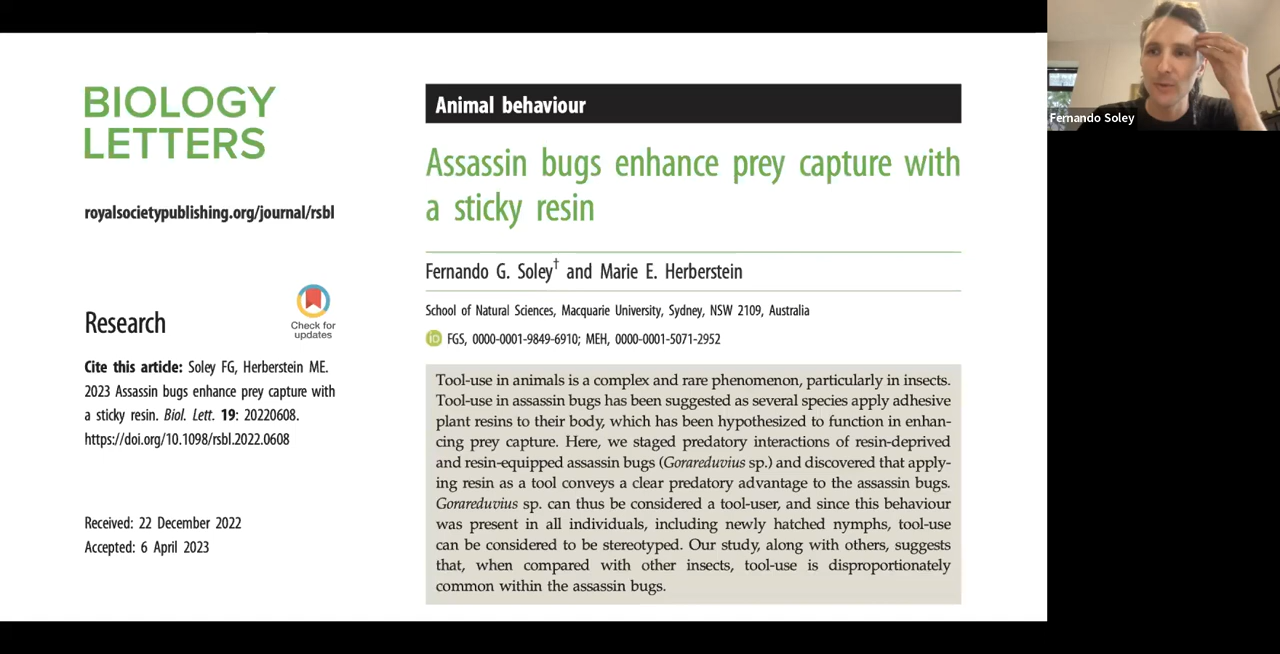 BIOLOGY
LETTERS
royalsocietypublishing.org/journal/rsbl
Research
Check for
updates
Cite this article: Soley FG, Herberstein ME.
2023 Assassin bugs enhance prey capture with
a sticky resin. Biol. Lett. 19: 20220608.
https://doi.org/10.1098/rsbl.2022.0608
Received: 22 December 2022
Accepted: 6 April 2023
Animal behaviour
Assassin bugs enhance prey capture with
a sticky resin
Fernando G. Soley† and Marie E. Herberstein
School of Natural Sciences, Macquarie University, Sydney, NSW 2109, Australia
iD FGS, 0000-0001-9849-6910; MEH, 0000-0001-5071-2952
Tool-use in animals is a complex and rare phenomenon, particularly in insects.
Tool-use in assassin bugs has been suggested as several species apply adhesive
plant resins to their body, which has been hypothesized to function in enhan-
cing prey capture. Here, we staged predatory interactions of resin-deprived
and resin-equipped assassin bugs (Gorareduvius sp.) and discovered that apply-
ing resin as a tool conveys a clear predatory advantage to the assassin bugs.
Gorareduvius sp. can thus be considered a tool-user, and since this behaviour
was present in all individuals, including newly hatched nymphs, tool-use
can be considered to be stereotyped. Our study, along with others, suggests
that, when compared with other insects, tool-use is disproportionately
common within the assassin bugs.
Fernando Soley